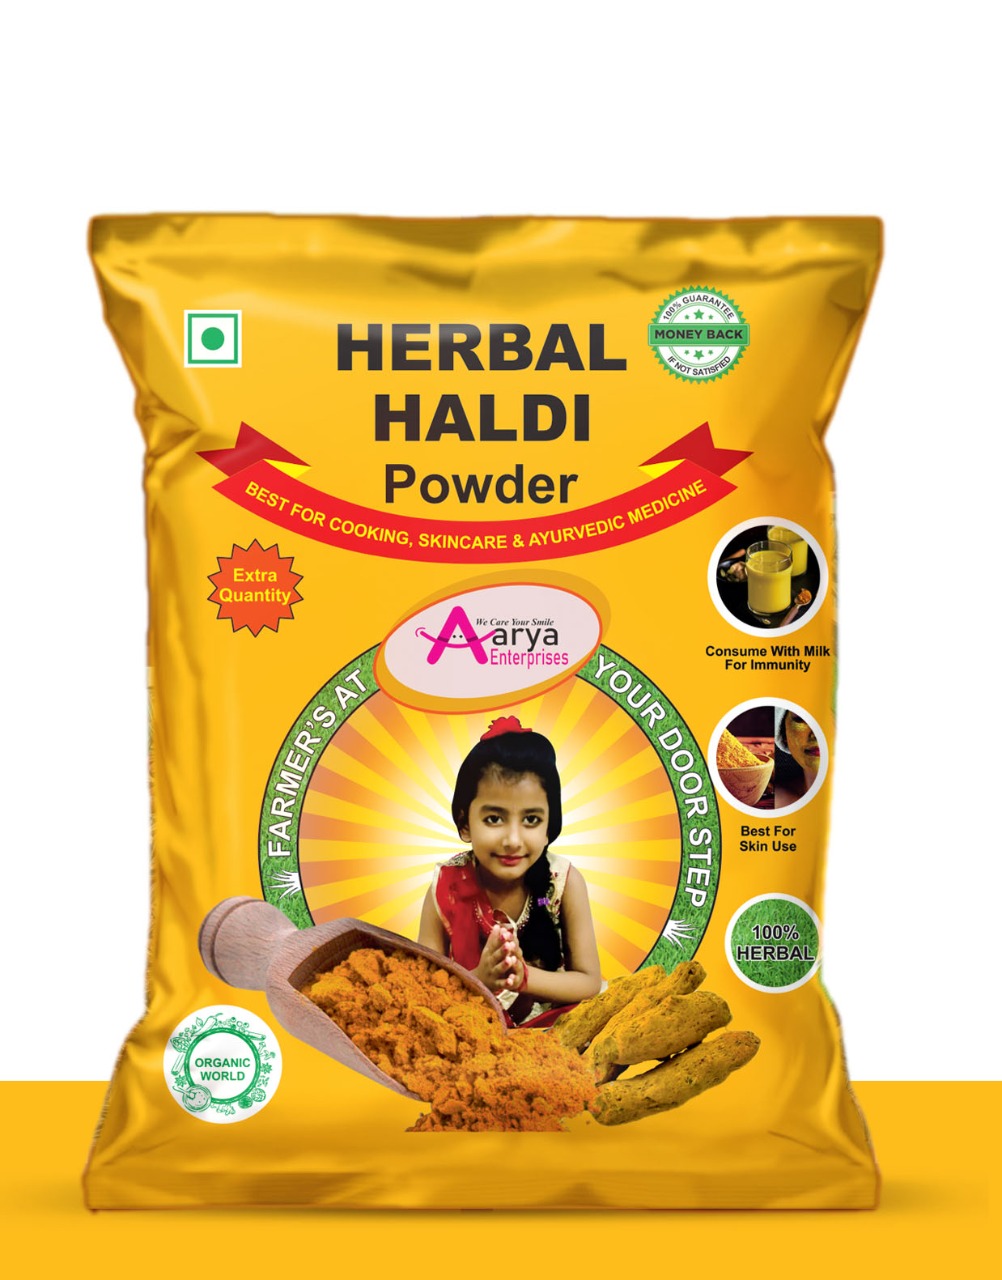 HERBAL
HALDI
Powder
100% GUARANTEE
MONEY BACK
IF NOT SATISFIED
BEST FOR COOKING, SKINCARE & AYURVEDIC MEDICINE
Extra
Quantity
We Care Your Smile
Aarya
Enterprises
FARMER'S AT YOUR DOOR STEP
Consume With Milk
For Immunity
Best For
Skin Use
100%
HERBAL
ORGANIC
WORLD